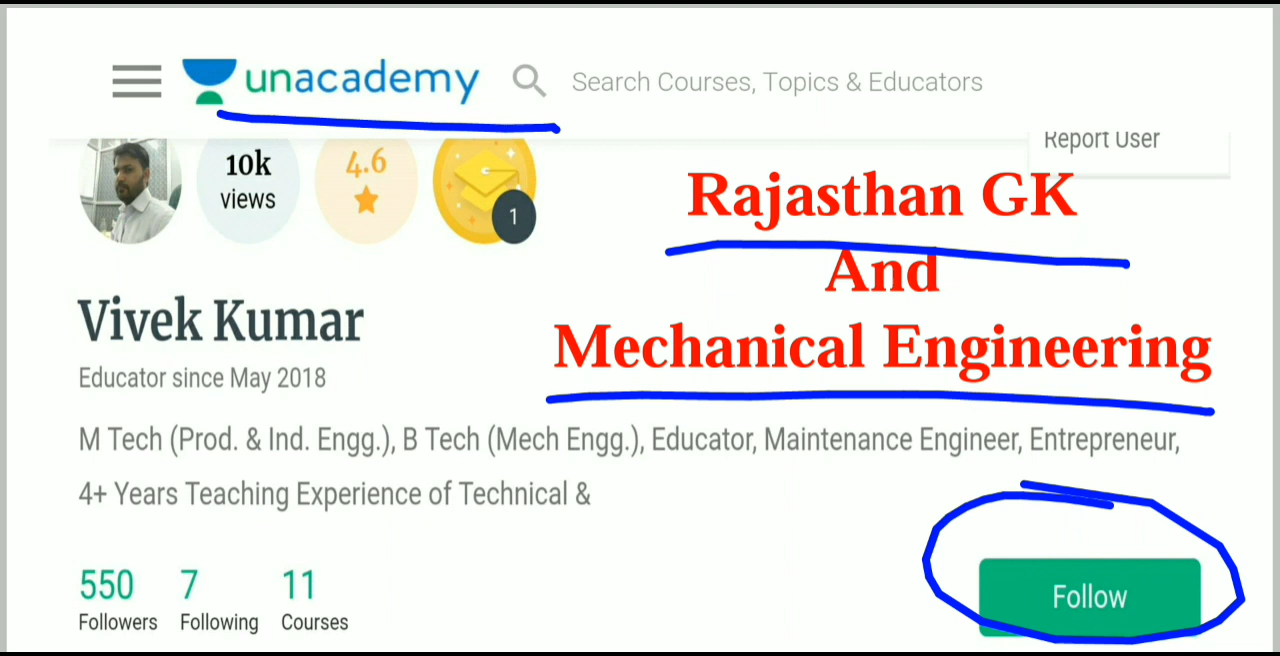 unacademy
Search Courses, Topics & Educators
Report User
10k
views
4.6
1
Rajasthan GK
And
Mechanical Engineering
Vivek Kumar
Educator since May 2018
M Tech (Prod. & Ind. Engg.), B Tech (Mech Engg.), Educator, Maintenance Engineer, Entrepreneur,
4+ Years Teaching Experience of Technical &
550 7 11
Followers Following Courses
Follow